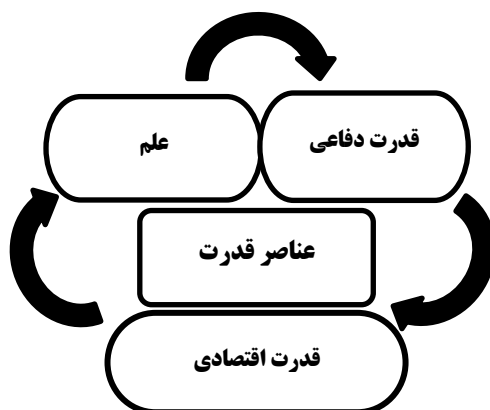 قدرت دفاعی
علم
عناصر قدرت
قدرت اقتصادی